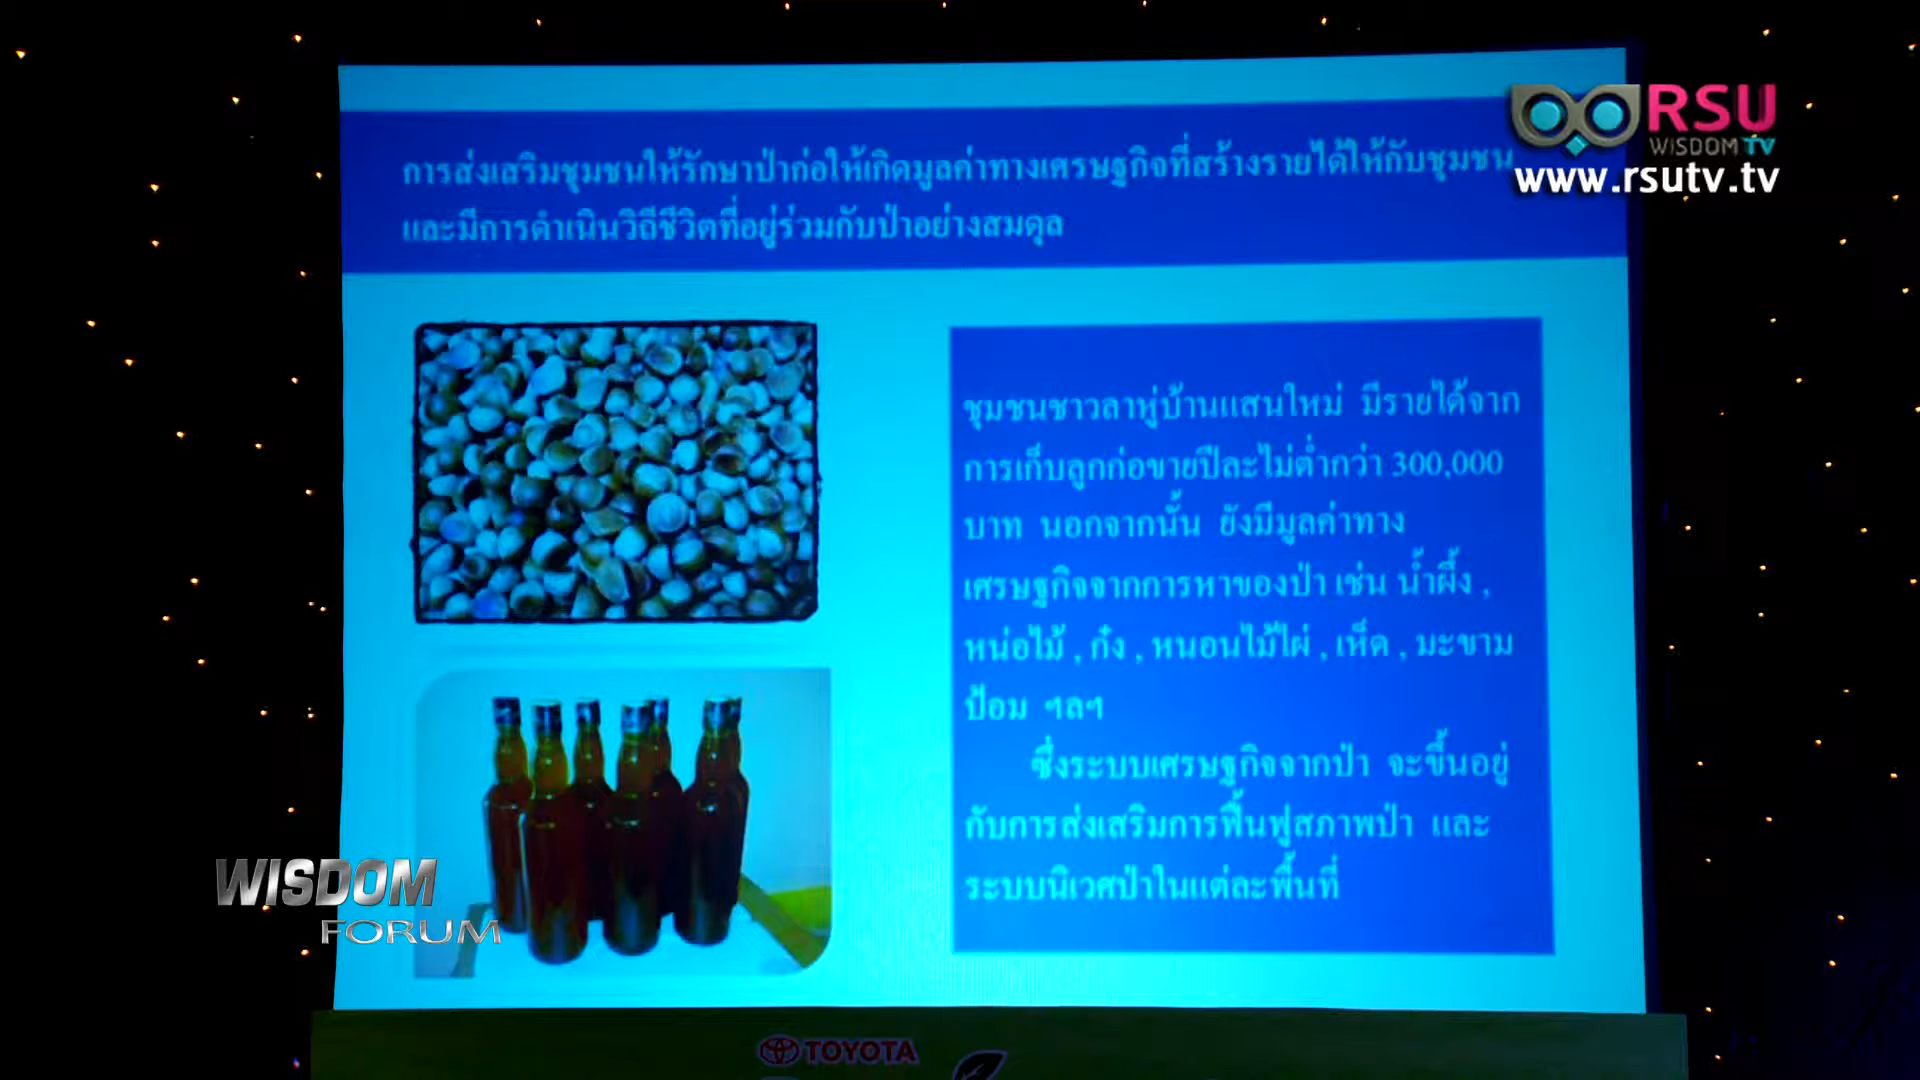 การส่งเสริมชุมชนให้รักษาป่าก่อให้เกิดมูลค่าทางเศรษฐกิจที่สร้างรายได้ให้กับชุมชน
และมีการดำเนินวิถีชีวิตที่อยู่ร่วมกับป่าอย่างสมดุล
RSU
WISDOM TV
www.rsutv.tv
ชุมชนชาวลาหู่บ้านแสนใหม่ มีรายได้จาก
การเก็บลูกก่อขายปีละไม่ต่ำกว่า 300,000
บาท นอกจากนั้น ยังมีมูลค่าทาง
เศรษฐกิจจากการหาของป่า เช่น น้ำผึ้ง ,
หน่อไม้ , ก๋ง , หนอนไม้ไผ่ , เห็ด , มะขาม
ป้อม ฯลฯ
ซึ่งระบบเศรษฐกิจจากป่า จะขึ้นอยู่
กับการส่งเสริมการฟื้นฟูสภาพป่า และ
ระบบนิเวศป่าในแต่ละพื้นที่
WISDOM
FORUM
TOYOTA